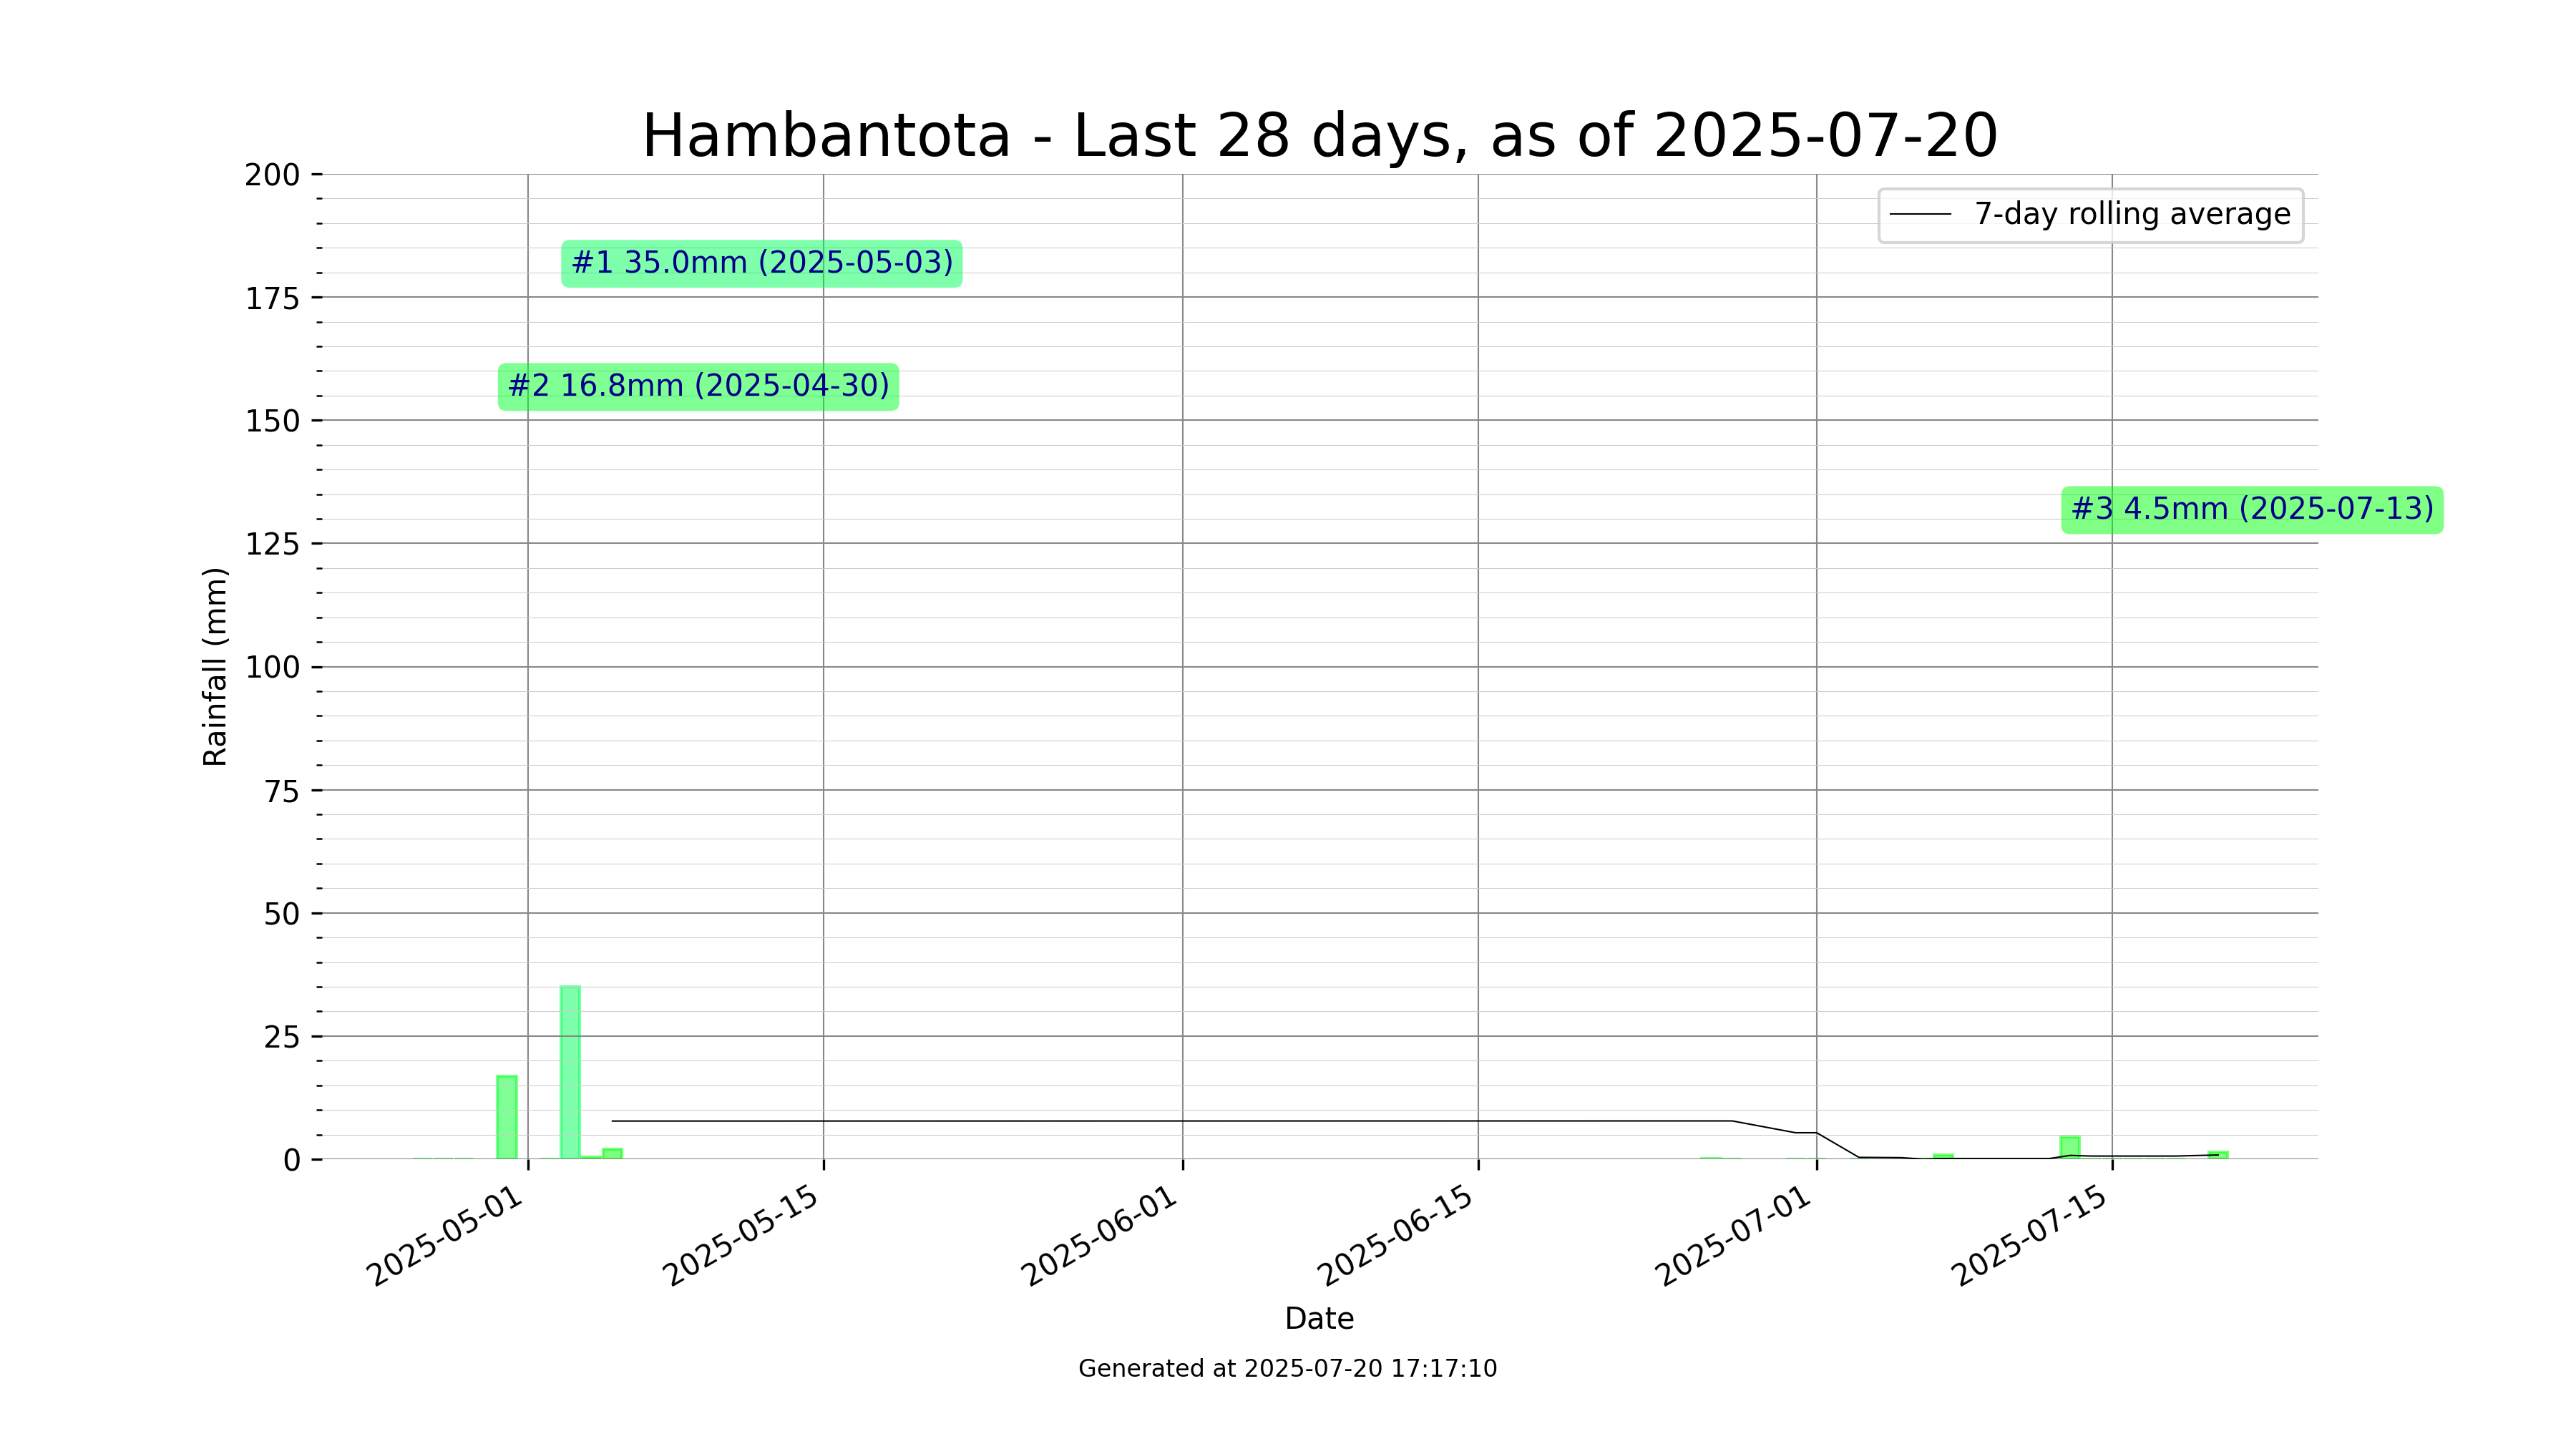 Hambantota - Last 28 days, as of 2025-07-20
200
175
150
125
100
75
50
25
0
Rainfall (mm)
7-day rolling average
#1 35.0mm (2025-05-03)
#2 16.8mm (2025-04-30)
#3 4.5mm (2025-07-13)
2025-05-01
2025-05-15
2025-06-01
2025-06-15
2025-07-01
2025-07-15
Date
Generated at 2025-07-20 17:17:10